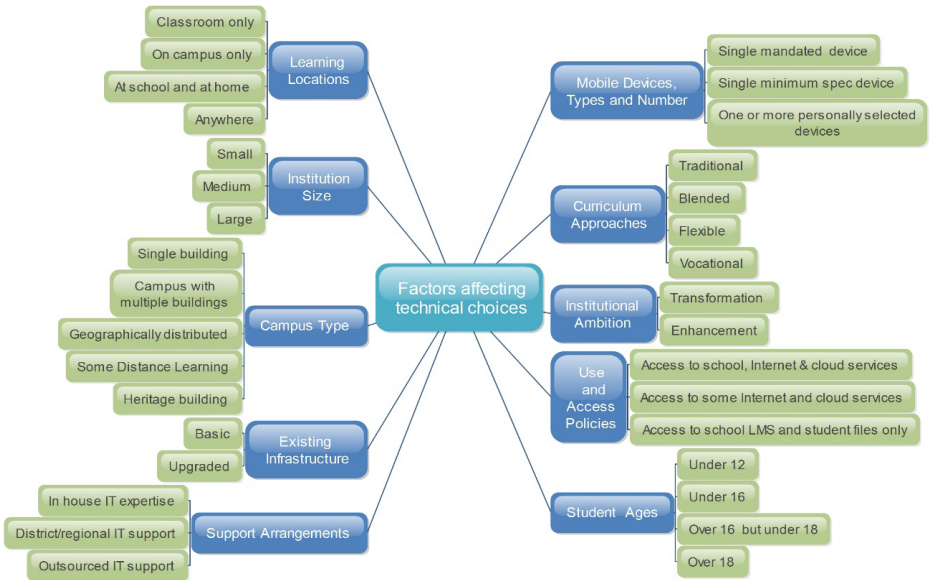 Factors affecting
technical choices
Learning
Locations
Classroom only
On campus only
At school and at home
Anywhere
Institution
Size
Small
Medium
Large
Campus Type
Single building
Campus with
multiple buildings
Geographically distributed
Some Distance Learning
Heritage building
Existing
Infrastructure
Basic
Upgraded
Support Arrangements
In house IT expertise
District/regional IT support
Outsourced IT support
Mobile Devices,
Types and Number
Single mandated device
Single minimum spec device
One or more personally selected
devices
Curriculum
Approaches
Traditional
Blended
Flexible
Vocational
Institutional
Ambition
Transformation
Enhancement
Use
and
Access
Policies
Access to school, Internet & cloud services
Access to some Internet and cloud services
Access to school LMS and student files only
Student Ages
Under 12
Under 16
Over 16 but under 18
Over 18